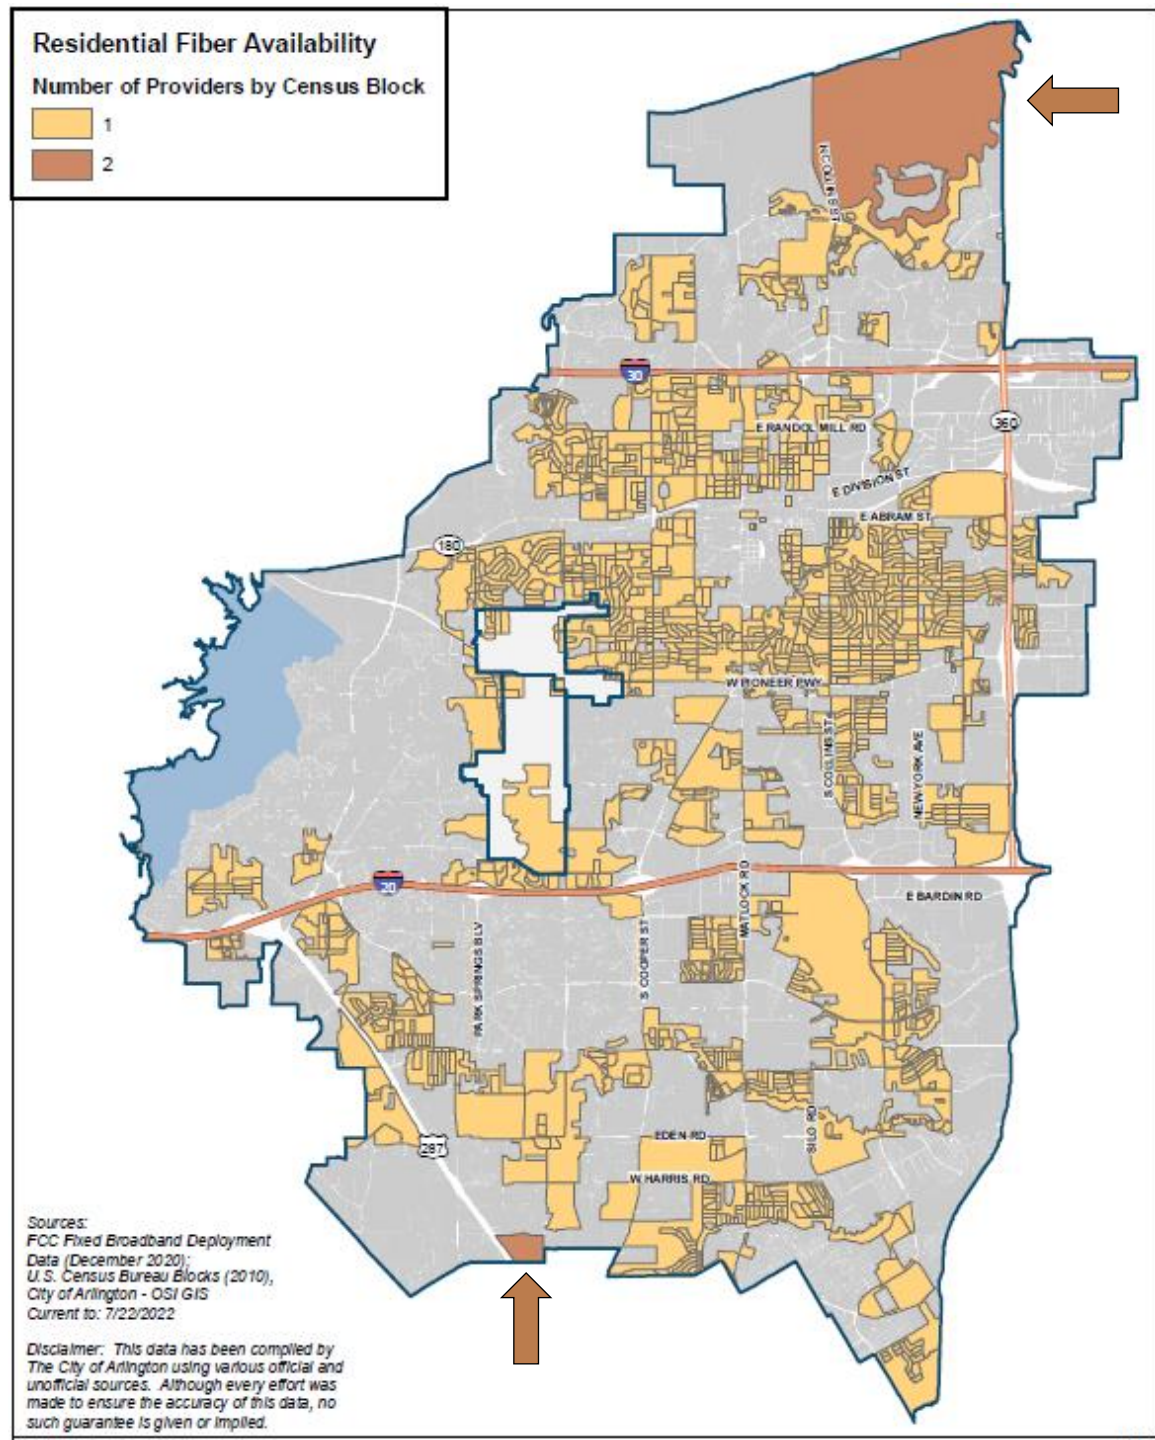 Residential Fiber Availability
Number of Providers by Census Block
1
2
N COLLINS ST
30
E RANDOL MILL RD
360
E DIVISION ST
E ABRAM ST
180
W PIONEER PWY
S COLLINS ST
NEW YORK AVE
20
MATLOCK RD
E BARDIN RD
PARK SPRINGS BLV
S COOPER ST
SILO RD
EDEN RD
287
W HARRIS RD
Sources:
FCC Fixed Broadband Deployment
Data (December 2020);
U.S. Census Bureau Blocks (2010),
City of Arlington - OSI GIS
Current to: 7/22/2022
Disclaimer: This data has been compiled by
The City of Arlington using various official and
unofficial sources. Although every effort was
made to ensure the accuracy of this data, no
such guarantee is given or implied.